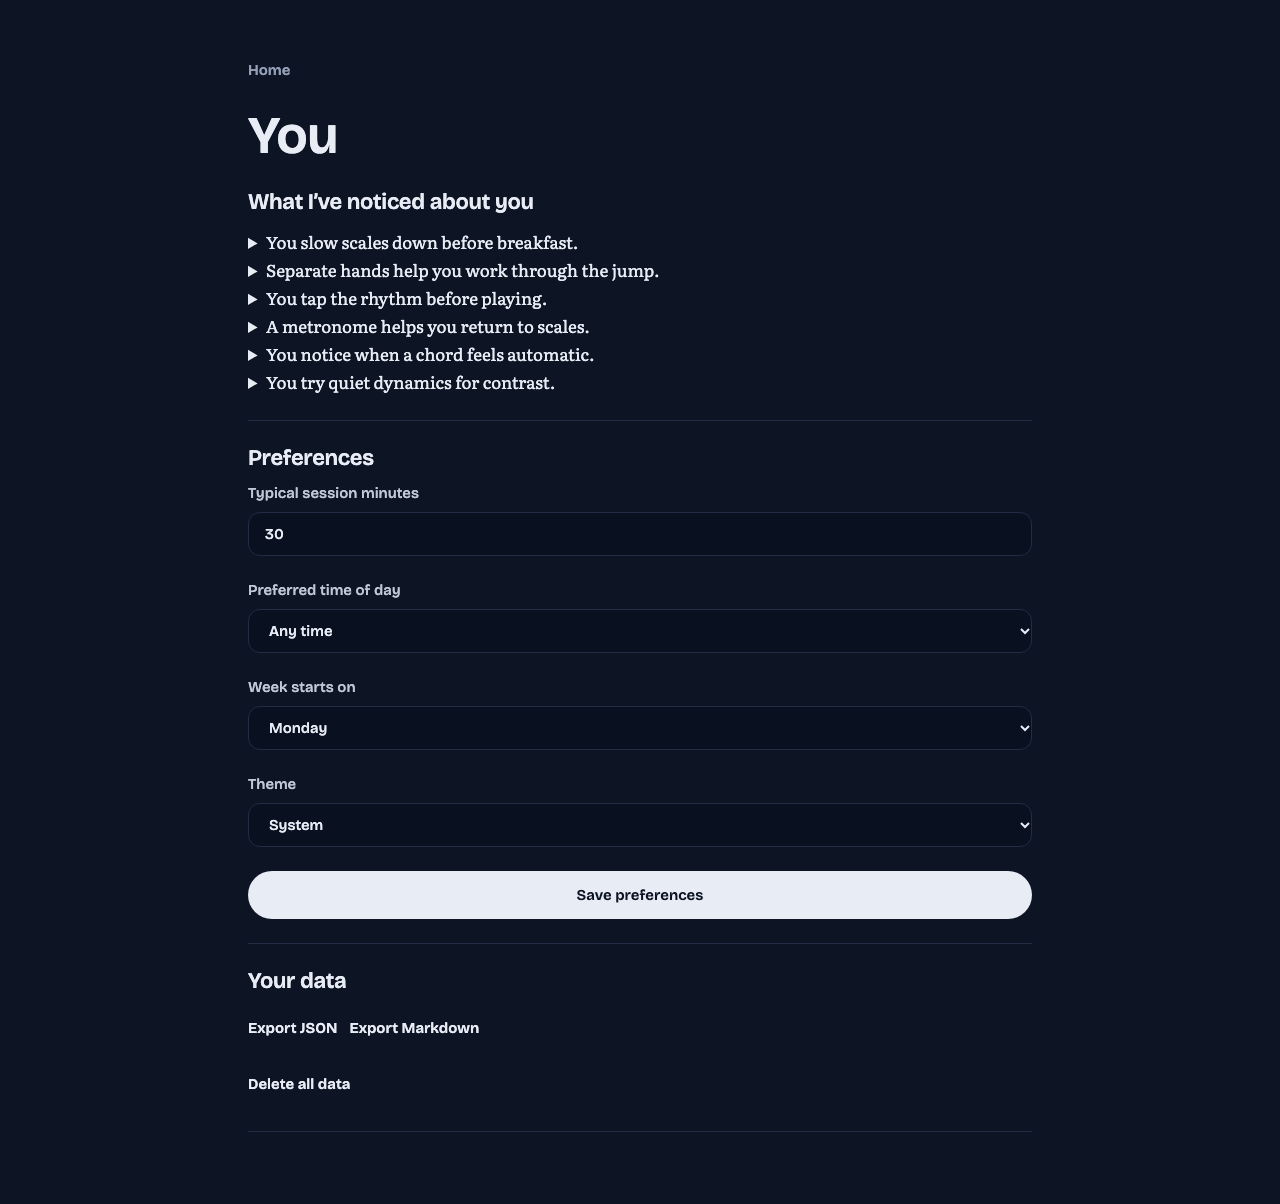 Home
You
What I’ve noticed about you
You slow scales down before breakfast.
Separate hands help you work through the jump.
You tap the rhythm before playing.
A metronome helps you return to scales.
You notice when a chord feels automatic.
You try quiet dynamics for contrast.
Preferences
Typical session minutes
30
Preferred time of day
Any time
Week starts on
Monday
Theme
System
Save preferences
Your data
Export JSON Export Markdown
Delete all data